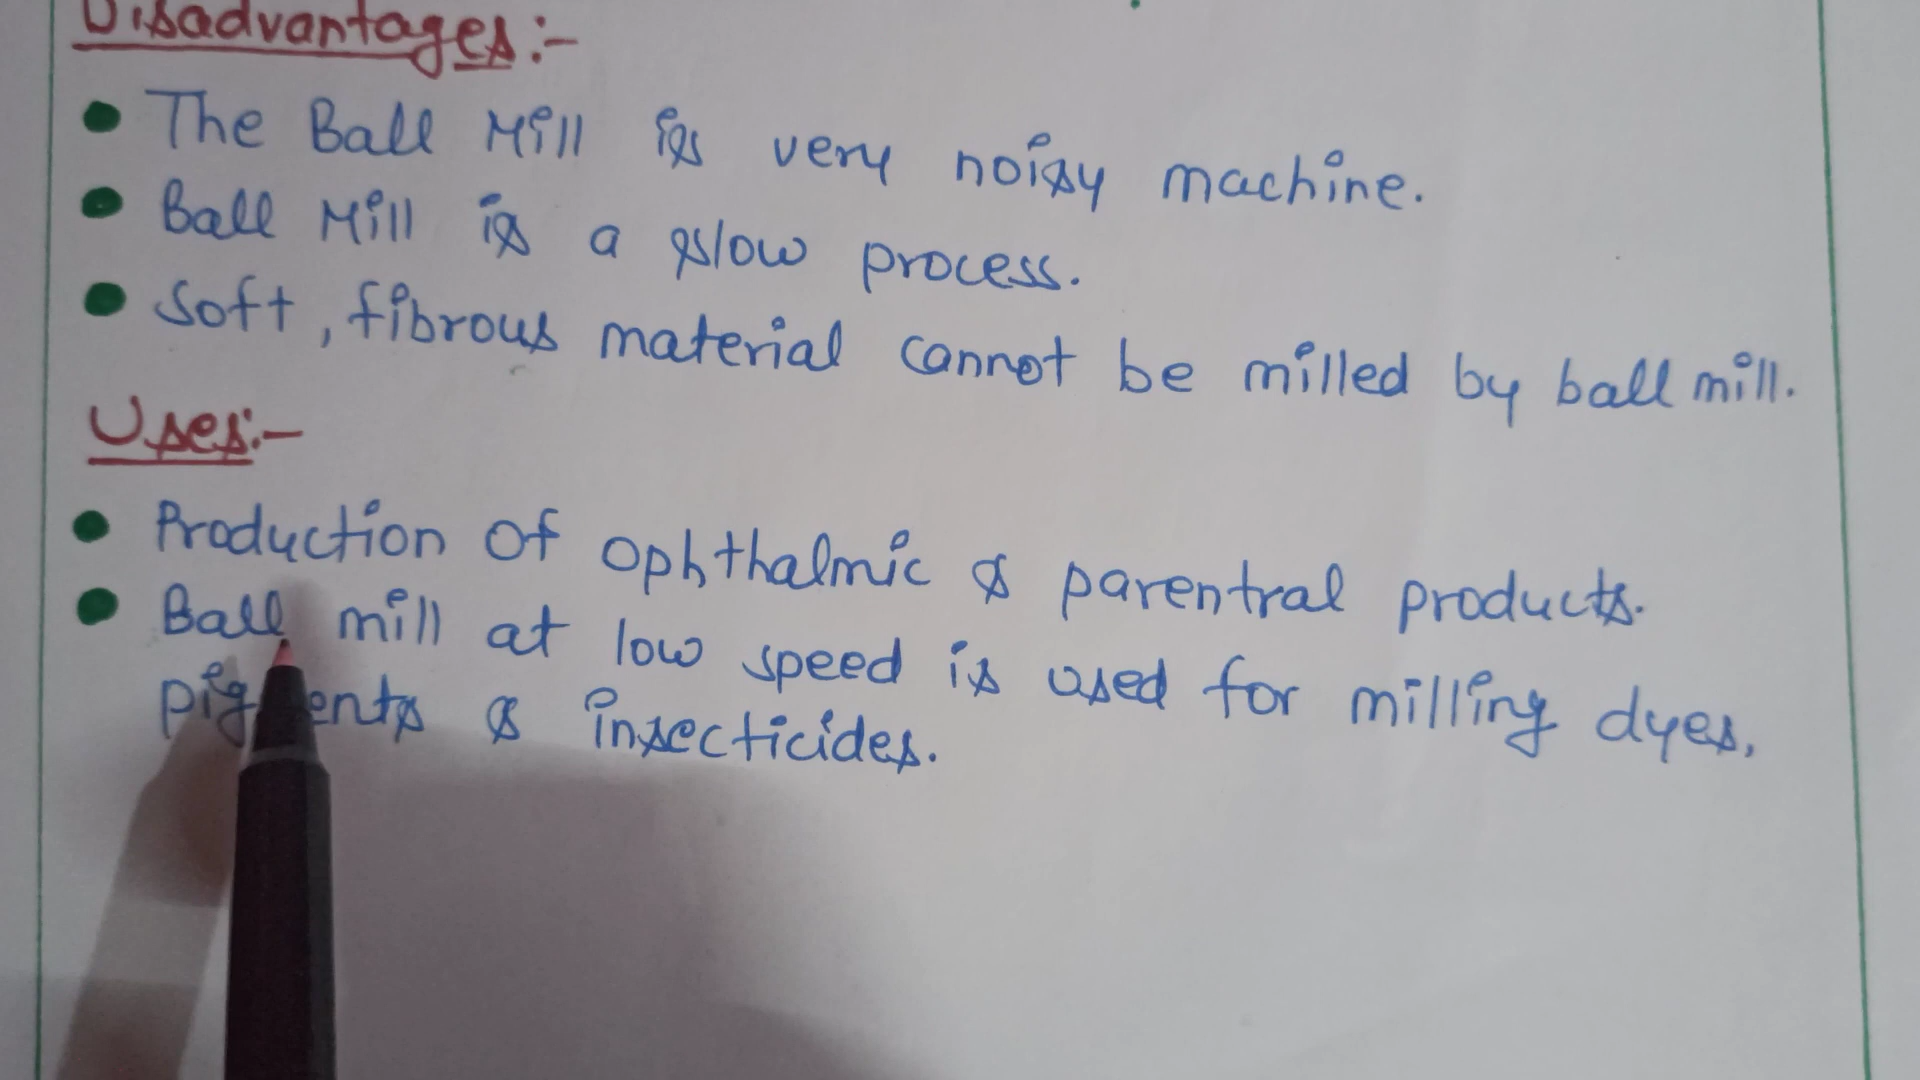 Disadvantages:-
• The Ball Mill is very noisy machine.
• Ball Mill is a slow process.
• Soft, fibrous material cannot be milled by ball mill.
Uses:-
• Production of ophthalmic & parentral products.
• Ball mill at low speed is used for milling dyes,
& insecticides.